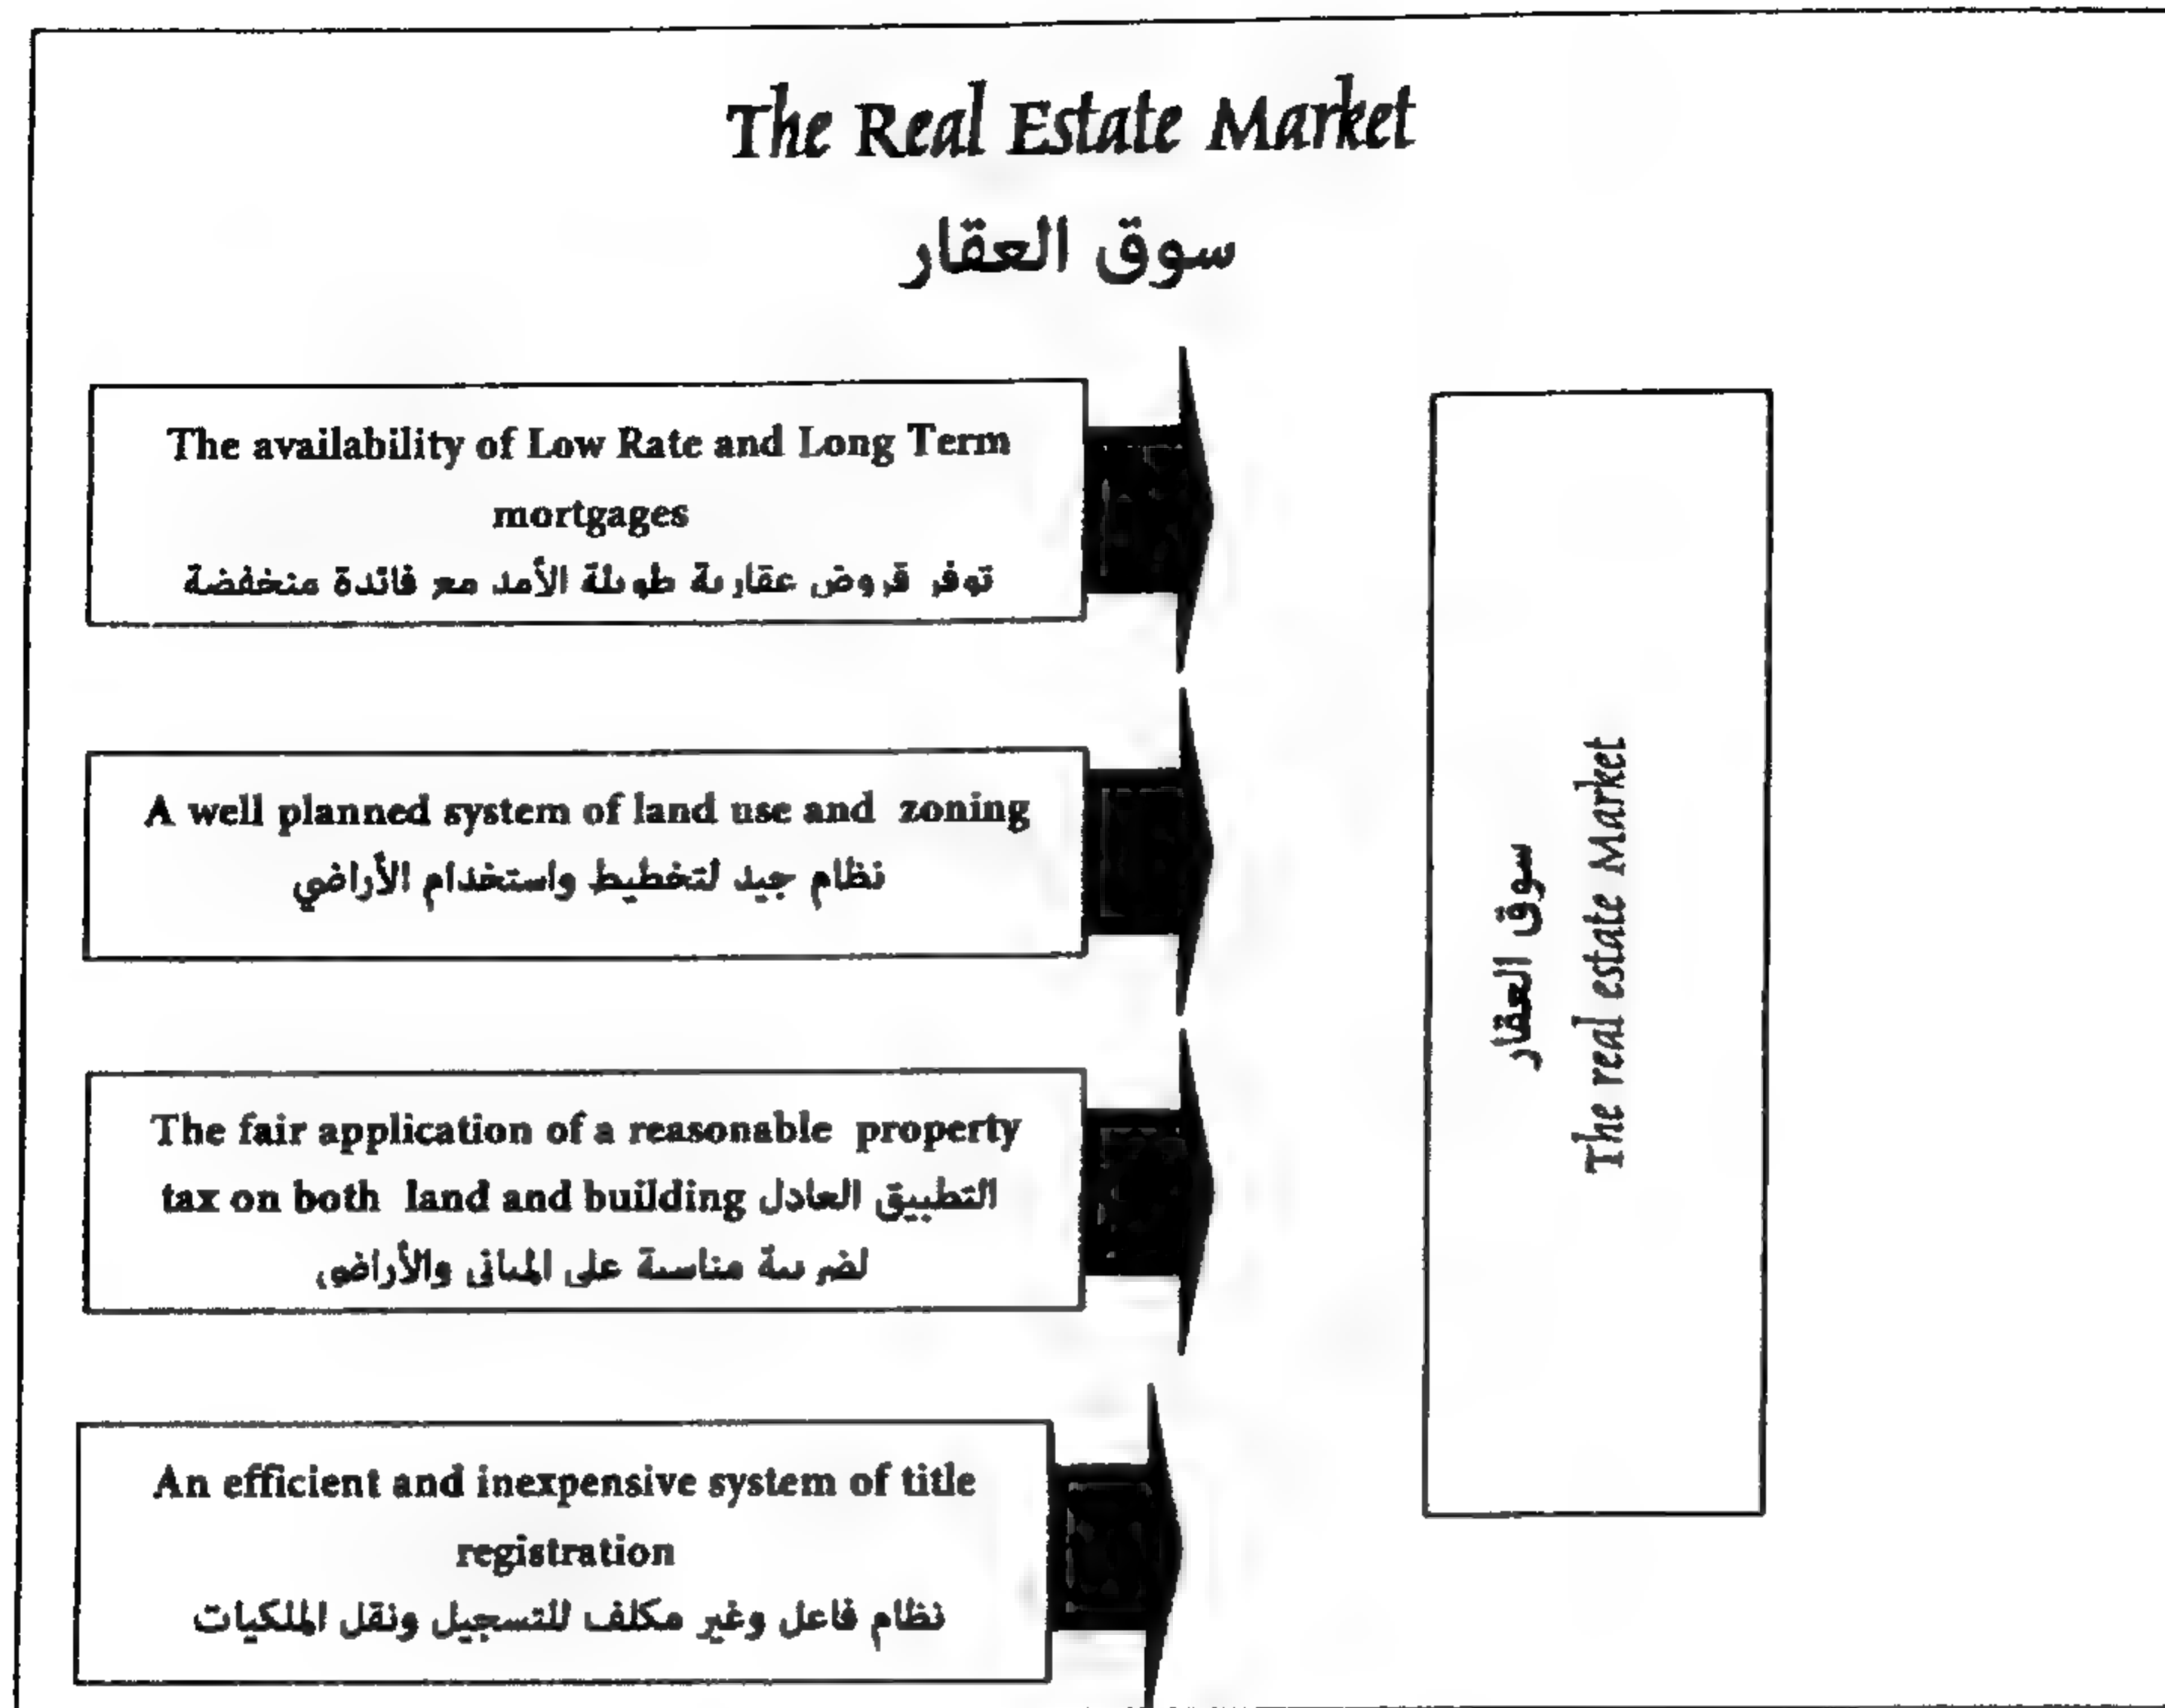 The Real Estate Market
سوق العقار
The availability of Low Rate and Long Term
mortgages
توفر قروض عقارية طويلة الأمد مع فائدة منخفضة
A well planned system of land use and zoning
نظام جيد لتخطيط واستخدام الأراضي
The fair application of a reasonable property
tax on both land and building التطبيق العادل
لضريبة مناسبة على المباني والأراضي
An efficient and inexpensive system of title
registration
نظام فاعل وغير مكلف للتسجيل ونقل الملكيات
سوق العقار
The real estate Market